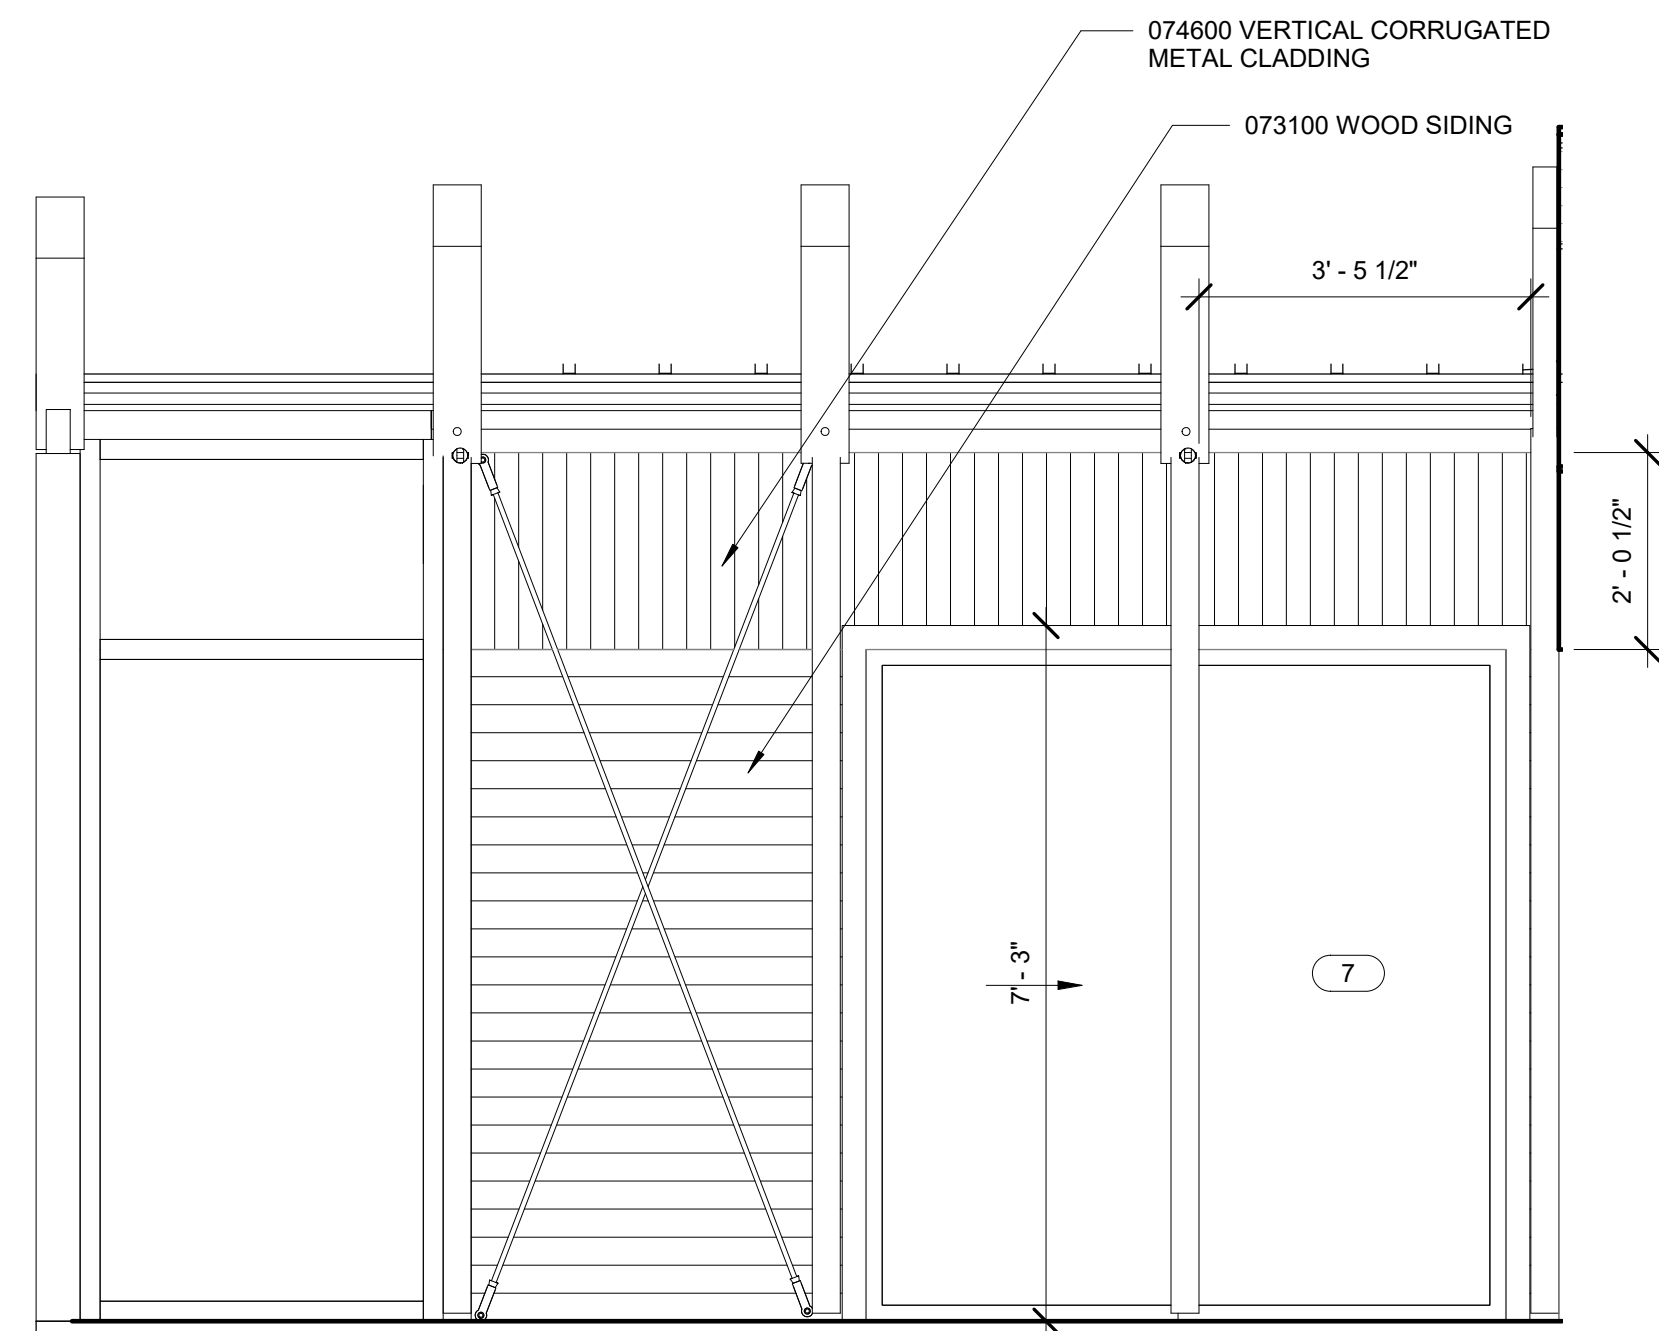 074600 VERTICAL CORRUGATED
METAL CLADDING
073100 WOOD SIDING
3' - 5 1/2"
2' - 0 1/2"
7' - 3"
7